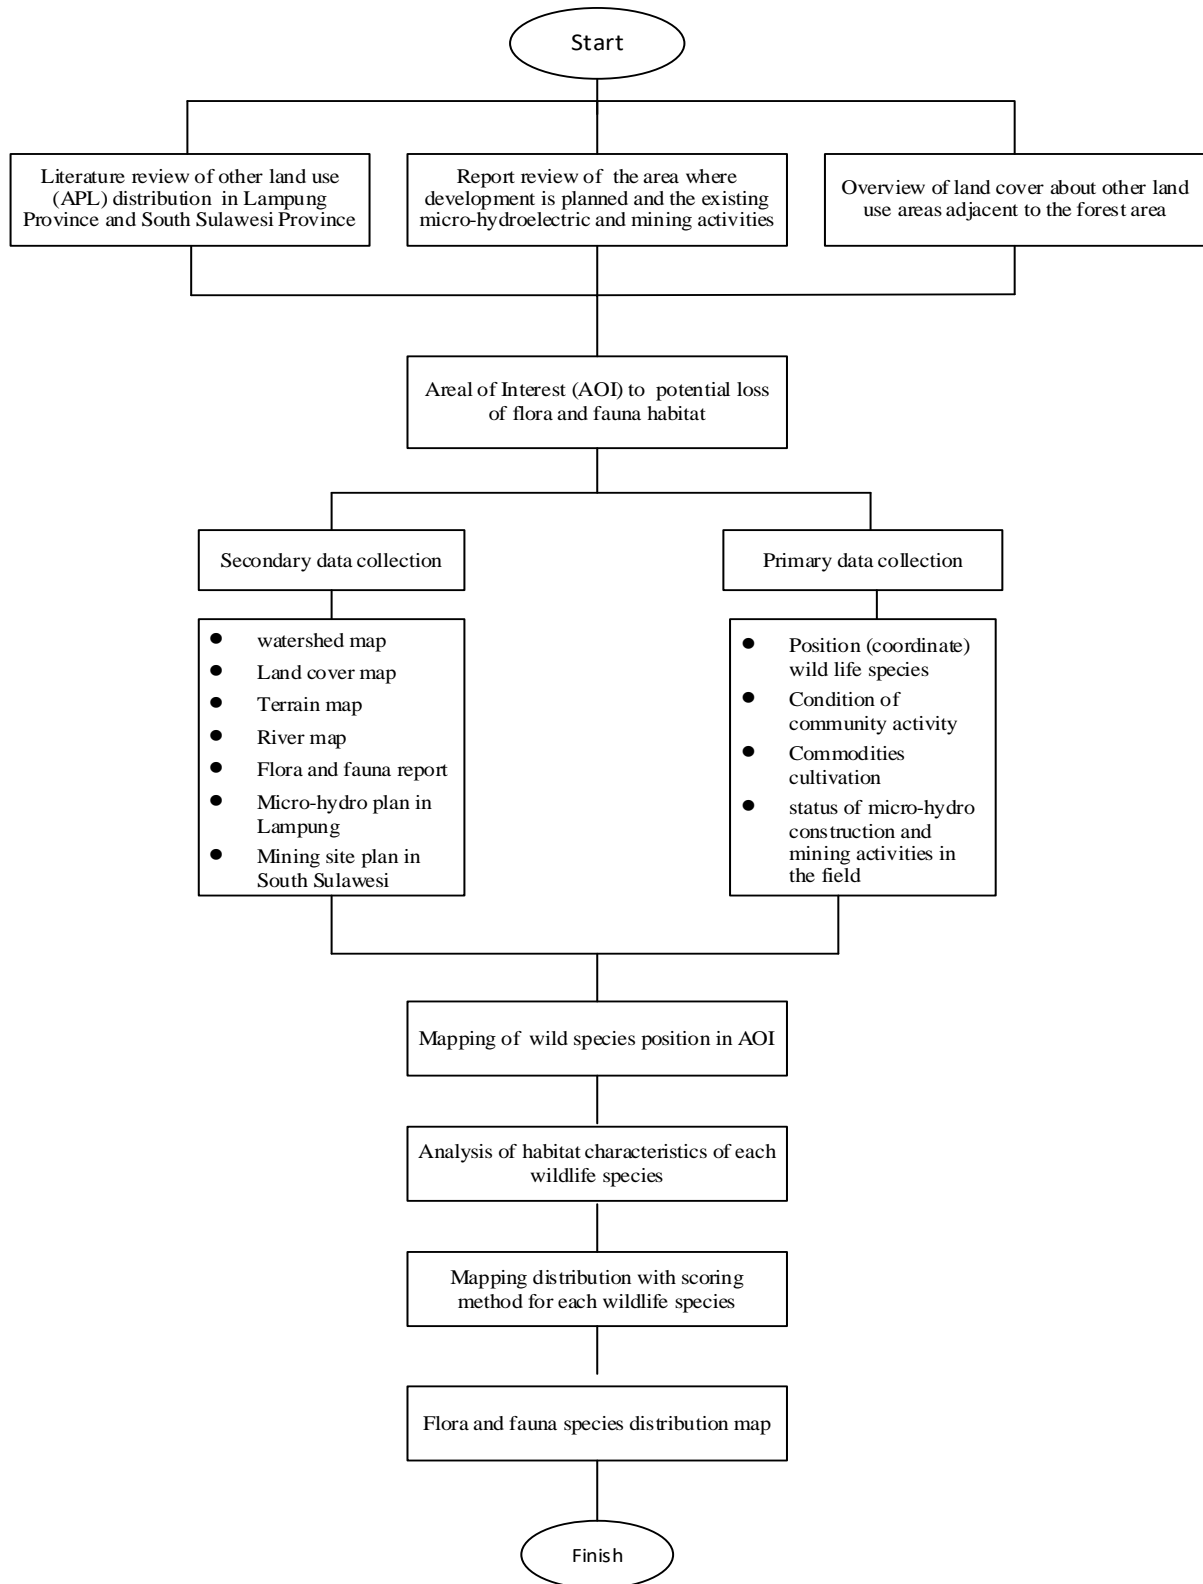 Start
Literature review of other land use
(APL) distribution in Lampung
Province and South Sulawesi Province
Report review of the area where
development is planned and the existing
micro-hydroelectric and mining activities
Overview of land cover about other land
use areas adjacent to the forest area
Areal of Interest (AOI) to potential loss
of flora and fauna habitat
Secondary data collection
Primary data collection
● watershed map
● Land cover map
● Terrain map
● River map
● Flora and fauna report
● Micro-hydro plan in
Lampung
● Mining site plan in
South Sulawesi
● Position (coordinate)
wild life species
● Condition of
community activity
● Commodities
cultivation
● status of micro-hydro
construction and
mining activities in
the field
Mapping of wild species position in AOI
Analysis of habitat characteristics of each
wildlife species
Mapping distribution with scoring
method for each wildlife species
Flora and fauna species distribution map
Finish